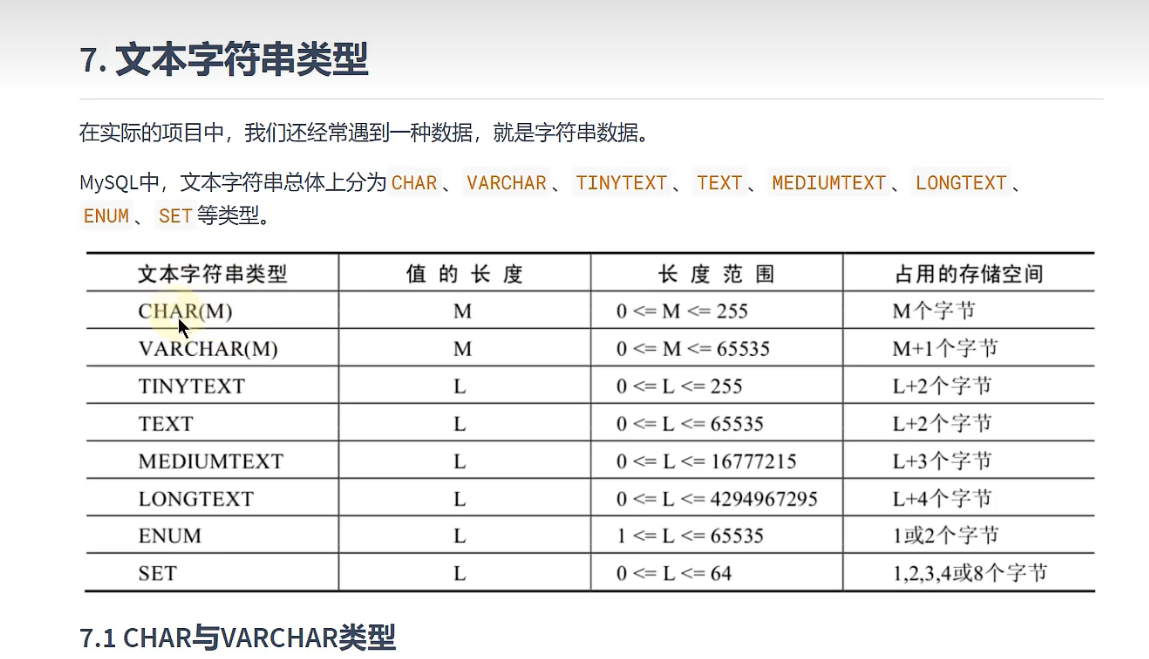 7. 文本字符串类型
在实际的项目中，我们还经常遇到一种数据，就是字符串数据。
MySQL中，文本字符串总体上分为 CHAR 、 VARCHAR 、 TINYTEXT 、 TEXT 、 MEDIUMTEXT 、 LONGTEXT 、
ENUM 、 SET 等类型。
文本字符串类型 值的长度 长度范围 占用的存储空间
CHAR(M) M 0 <= M <= 255 M个字节
VARCHAR(M) M 0 <= M <= 65535 M+1个字节
TINYTEXT L 0 <= L <= 255 L+2个字节
TEXT L 0 <= L <= 65535 L+2个字节
MEDIUMTEXT L 0 <= L <= 16777215 L+3个字节
LONGTEXT L 0 <= L <= 4294967295 L+4个字节
ENUM L 1 <= L <= 65535 1或2个字节
SET L 0 <= L <= 64 1,2,3,4或8个字节
7.1 CHAR与VARCHAR类型